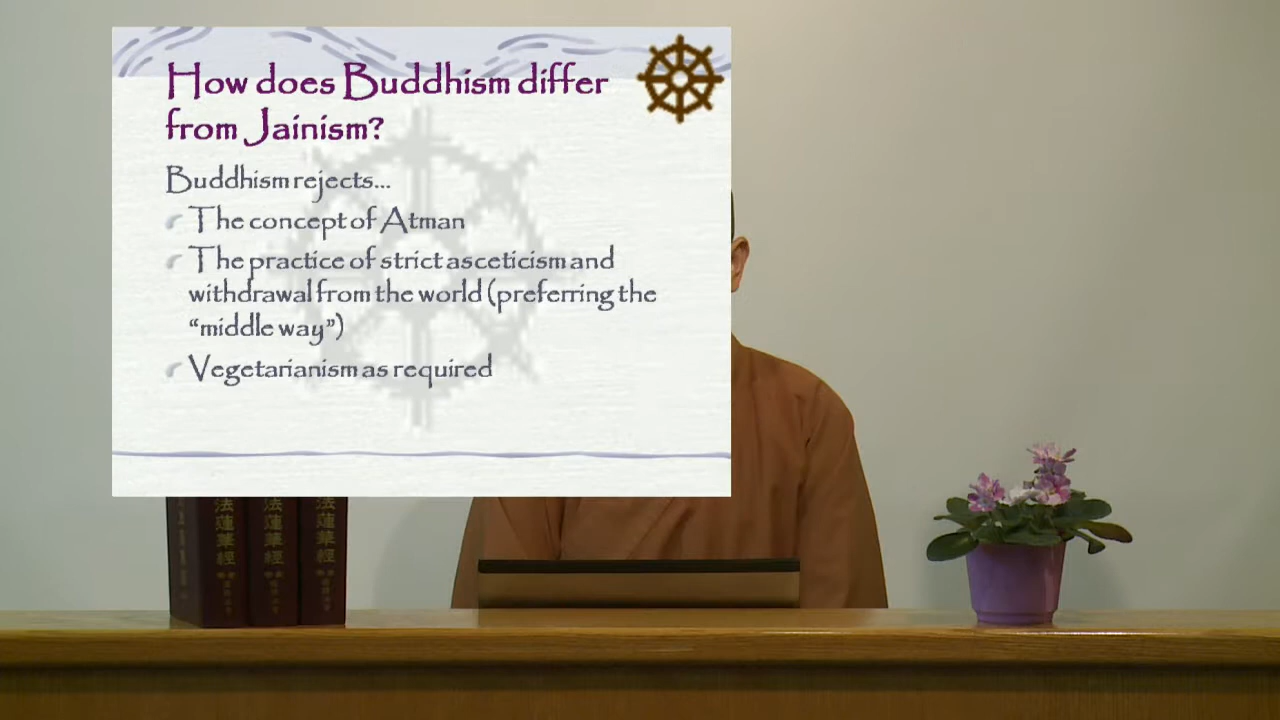 How does Buddhism differ
from Jainism?
Buddhism rejects...
The concept of Atman
The practice of strict asceticism and
withdrawal from the world (preferring the
“middle way”)
Vegetarianism as required
法蓮華經
法蓮華經
法蓮華經